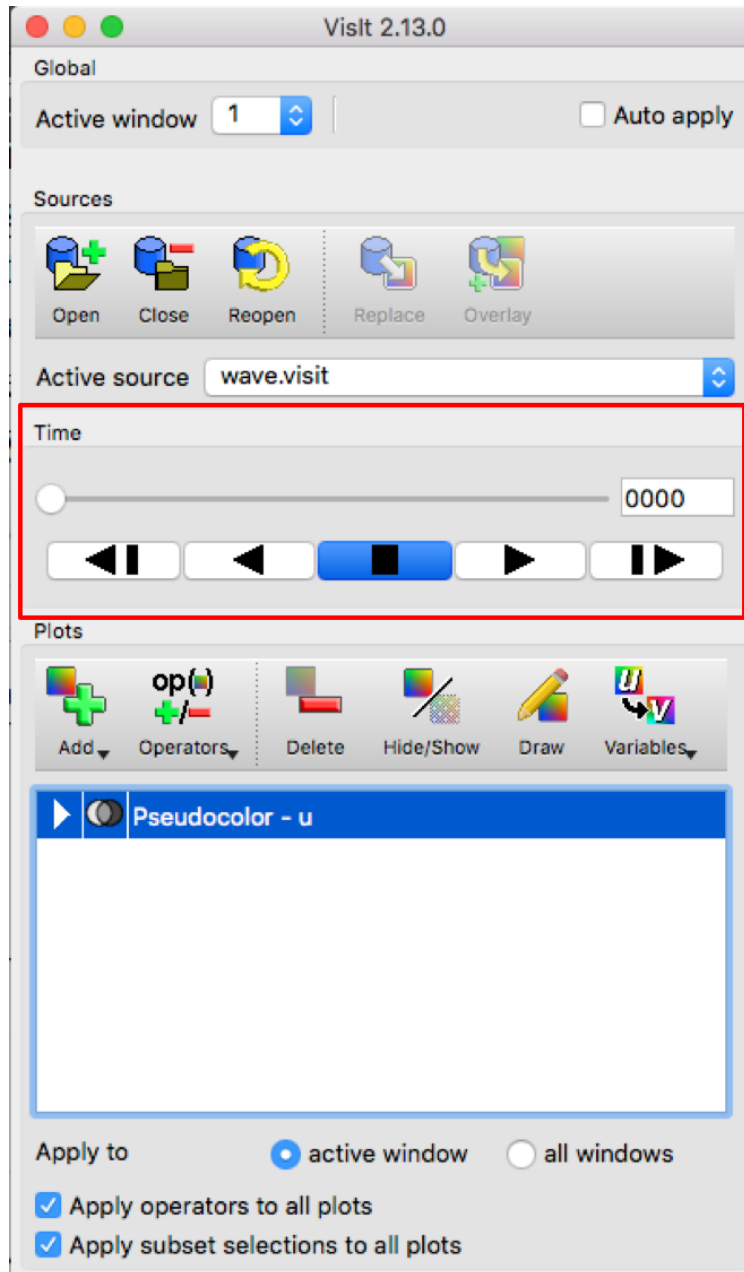 VisIt 2.13.0
Global
Active window 1 Auto apply
Sources
Open Close Reopen Replace Overlay
Active source wave.visit
Time
0000
Plots
op(▪) +/-
U V
Add Operators Delete Hide/Show Draw Variables
Pseudocolor - u
Apply to active window all windows
Apply operators to all plots
Apply subset selections to all plots